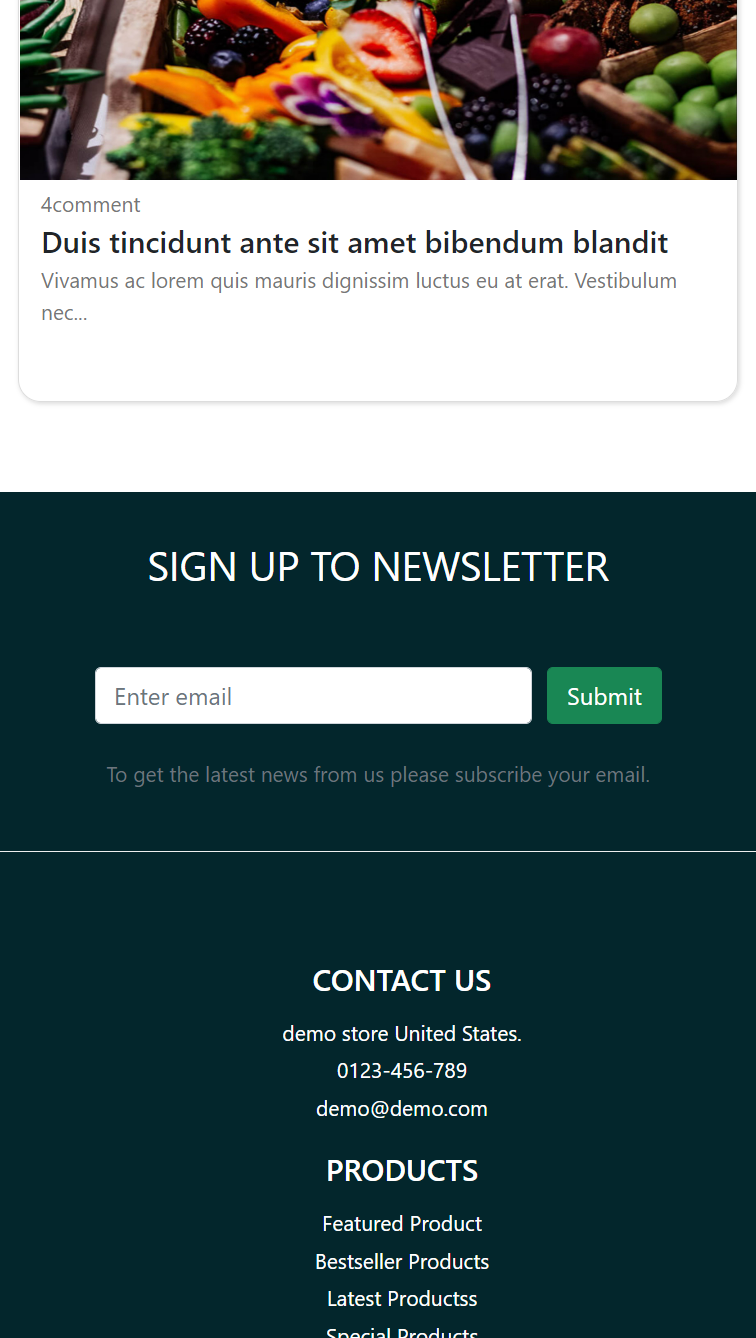 4comment
Duis tincidunt ante sit amet bibendum blandit
Vivamus ac lorem quis mauris dignissim luctus eu at erat. Vestibulum
nec...
SIGN UP TO NEWSLETTER
Enter email
Submit
To get the latest news from us please subscribe your email.
CONTACT US
demo store United States.
0123-456-789
demo@demo.com
PRODUCTS
Featured Product
Bestseller Products
Latest Productss
Special Products